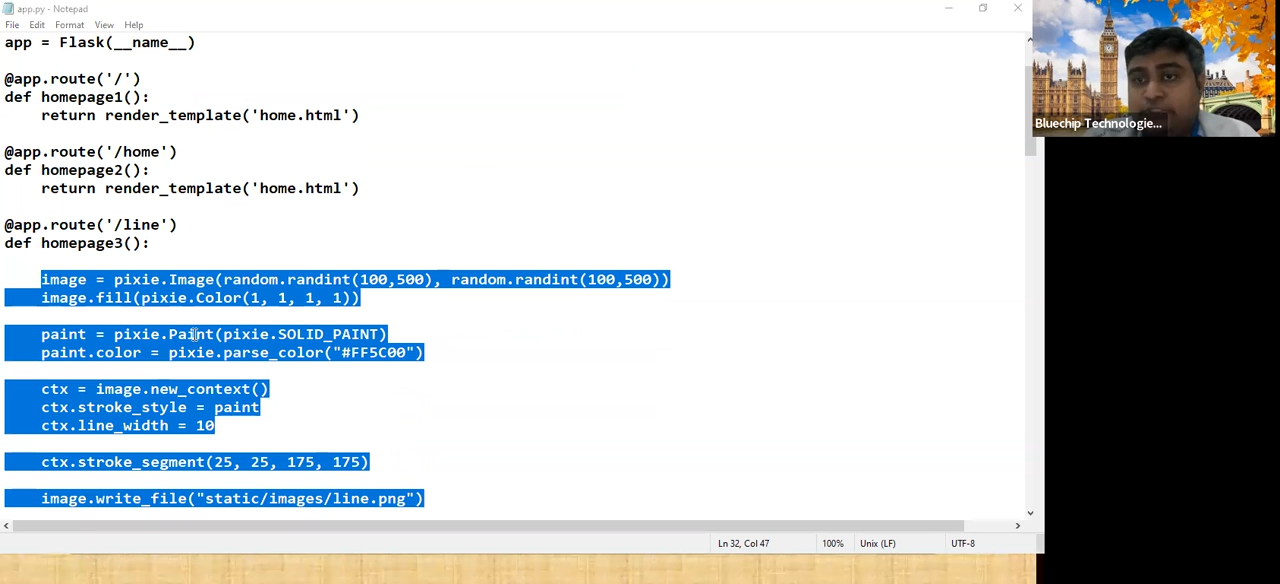 app.py - Notepad
File Edit Format View Help
app = Flask(__name__)
@app.route('/')
def homepage1():
return render_template('home.html')
@app.route('/home')
def homepage2():
return render_template('home.html')
@app.route('/line')
def homepage3():
image = pixie.Image(random.randint(100,500), random.randint(100,500))
image.fill(pixie.Color(1, 1, 1, 1))
paint = pixie.Paint(pixie.SOLID_PAINT)
paint.color = pixie.parse_color("#FF5C00")
ctx = image.new_context()
ctx.stroke_style = paint
ctx.line_width = 10
ctx.stroke_segment(25, 25, 175, 175)
image.write_file("static/images/line.png")
Ln 32, Col 47 100% Unix (LF) UTF-8
Bluechip Technologie...